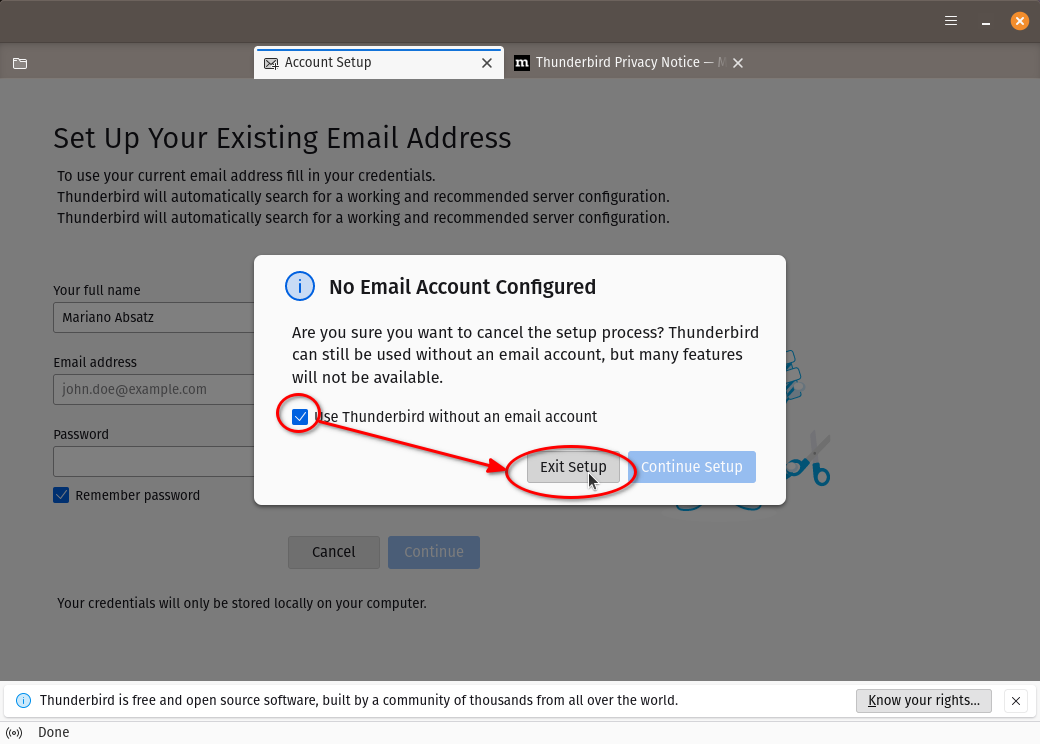 Account Setup
m Thunderbird Privacy Notice — M
Set Up Your Existing Email Address
To use your current email address fill in your credentials.
Thunderbird will automatically search for a working and recommended server configuration.
Thunderbird will automatically search for a working and recommended server configuration.
Your full name
Mariano Absatz
Email address
john.doe@example.com
Password
Remember password
No Email Account Configured
Are you sure you want to cancel the setup process? Thunderbird
can still be used without an email account, but many features
will not be available.
Use Thunderbird without an email account
Exit Setup
Continue Setup
Cancel
Continue
Your credentials will only be stored locally on your computer.
Thunderbird is free and open source software, built by a community of thousands from all over the world.
Know your rights...
Done